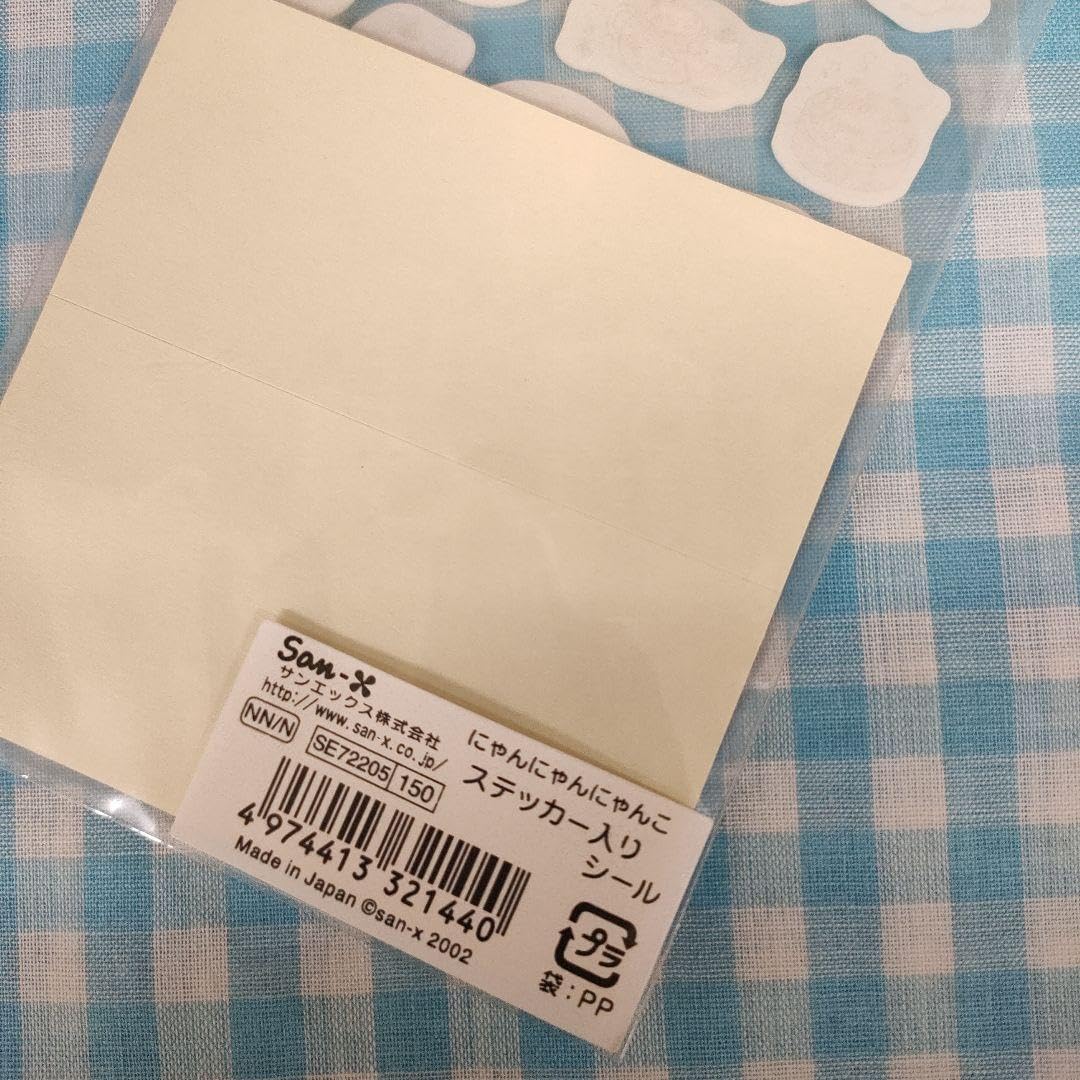 San-x
サンエックス株式会社
http://www.san-x.co.jp/
NN/N
SE72205 150
にゃんにゃんにゃんこ
ステッカー入り
シール
4 974413 321440
Made in Japan ©san-x 2002
プラ
袋:PP